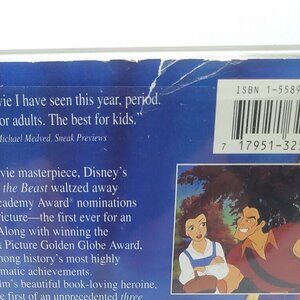 vie I have seen this year, period.
or adults. The best for kids."
Michael Medved, Sneak Previews
ISBN 1-5589
7 17951 325
vie masterpiece, Disney's
the Beast waltzed away
cademy Award® nominations
Picture—the first ever for an
Along with winning the
Picture Golden Globe Award,
mong history's most highly
matic achievements.
lm's beautiful book-loving heroine,
he first of an unprecedented three